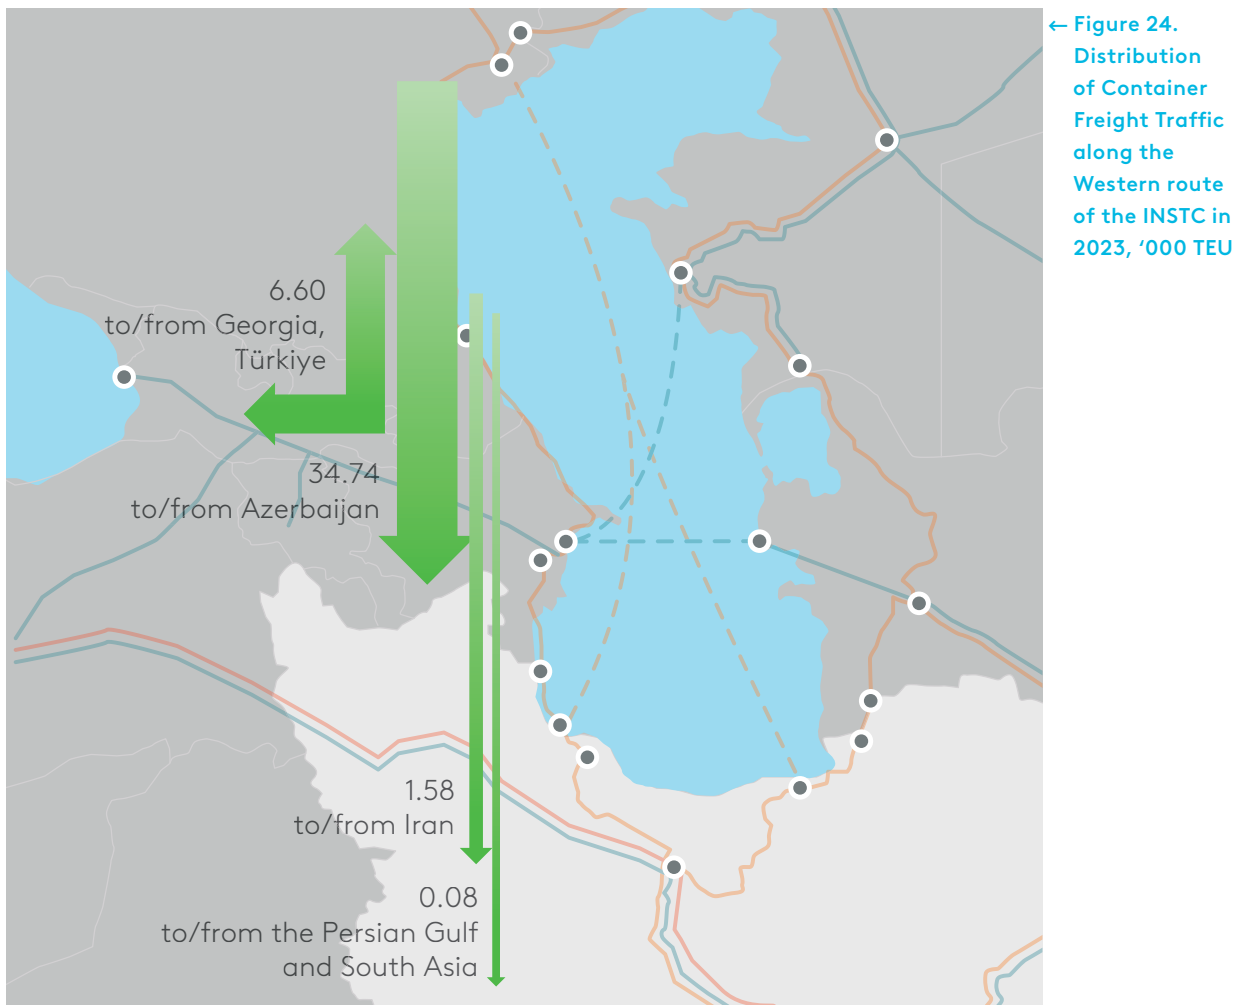 ← Figure 24.
Distribution
of Container
Freight Traffic
along the
Western route
of the INSTC in
2023, ‘000 TEU
6.60
to/from Georgia,
Türkiye
34.74
to/from Azerbaijan
1.58
to/from Iran
0.08
to/from the Persian Gulf
and South Asia